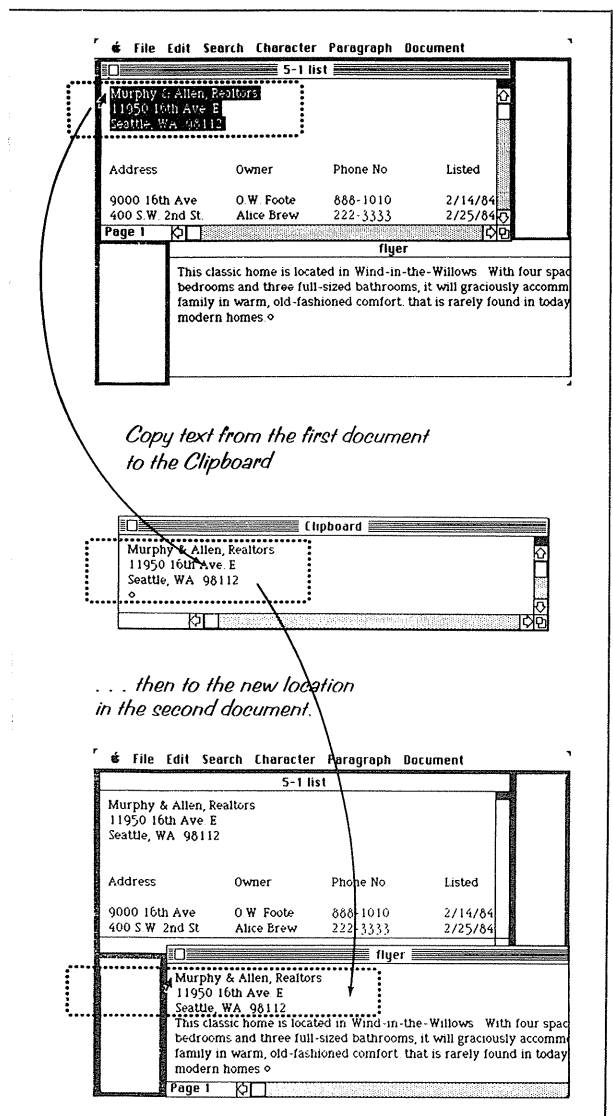 File Edit Search Character Paragraph Document
5-1 list
Murphy & Allen, Realtors
11950 16th Ave. E
Seattle, WA 98112
Address Owner Phone No Listed
9000 16th Ave O.W. Foote 888-1010 2/14/84
400 S.W. 2nd St. Alice Brew 222-3333 2/25/84
Page 1
flyer
This classic home is located in Wind-in-the-Willows. With four spac
bedrooms and three full-sized bathrooms, it will graciously accomm
family in warm, old-fashioned comfort. that is rarely found in today
modern homes
Copy text from the first document
to the Clipboard
Clipboard
Murphy & Allen, Realtors
11950 16th Ave. E
Seattle, WA 98112
. . . then to the new location
in the second document.
File Edit Search Character Paragraph Document
5-1 list
Murphy & Allen, Realtors
11950 16th Ave. E
Seattle, WA 98112
Address Owner Phone No Listed
9000 16th Ave O W Foote 888-1010 2/14/84
400 S W 2nd St Alice Brew 222-3333 2/25/84
flyer
Murphy & Allen, Realtors
11950 16th Ave E
Seattle, WA 98112
This classic home is located in Wind-in-the-Willows With four spac
bedrooms and three full-sized bathrooms, it will graciously accomm
family in warm, old-fashioned comfort that is rarely found in today
modern homes
Page 1